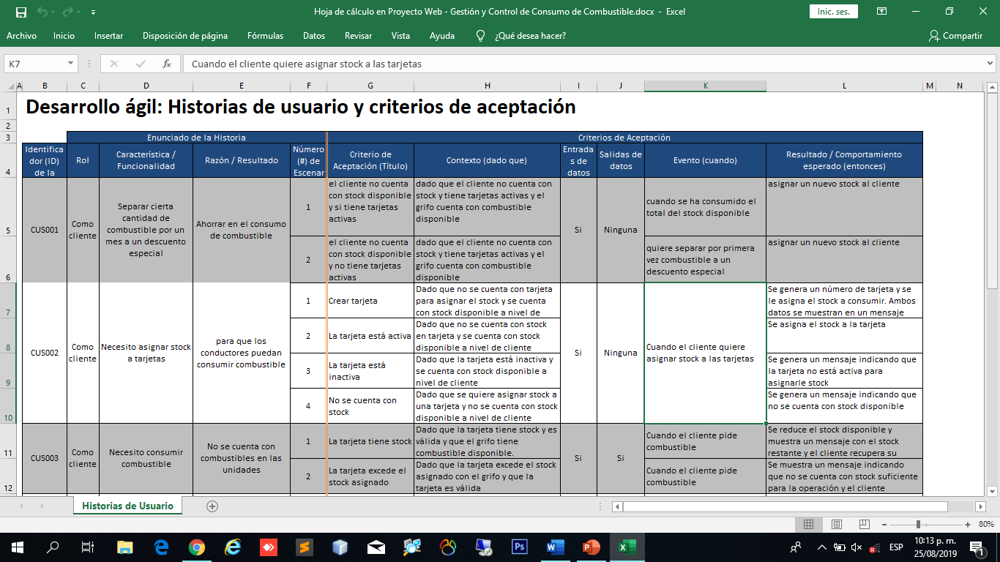 Hoja de cálculo en Proyecto Web - Gestión y Control de Consumo de Combustible.docx - Excel
Inic. ses.
Archivo Inicio Insertar Disposición de página Fórmulas Datos Revisar Vista Ayuda ¿Qué desea hacer? Compartir
K7 fx Cuando el cliente quiere asignar stock a las tarjetas
A B C D E F G H I J K L M N
1
Desarrollo ágil: Historias de usuario y criterios de aceptación
2
3
Enunciado de la Historia
Criterios de Aceptación
4
Identifica
dor (ID)
de la
Rol
Característica /
Funcionalidad
Razón / Resultado
Número
(#) de
Escenar
Criterio de
Aceptación (Título)
Contexto (dado que)
Entrada
s de
datos
Salidas de
datos
Evento (cuando)
Resultado / Comportamiento
esperado (entonces)
5
CUS001
Como
cliente
Separar cierta
cantidad de
combustible por un
mes a un descuento
especial
Ahorrar en el consumo
de combustible
1
el cliente no cuenta
con stock disponible
y si tiene tarjetas
activas
dado que el cliente no cuenta con
stock y tiene tarjetas activas y el
grifo cuenta con combustible
disponible
Si
Ninguna
cuando se ha consumido el
total del stock disponible
asignar un nuevo stock al cliente
6
2
el cliente no cuenta
con stock disponible
y no tiene tarjetas
activas
dado que el cliente no cuenta con
stock y tiene tarjetas activas y el
grifo cuenta con combustible
disponible
quiere separar por primera
vez combustible a un
descuento especial
asignar un nuevo stock al cliente
7
CUS002
Como
cliente
Necesito asignar stock
a tarjetas
para que los
conductores puedan
consumir combustible
1
Crear tarjeta
Dado que no se cuenta con tarjeta
para asignar el stock y se cuenta
con stock disponible a nivel de
Si
Ninguna
Cuando el cliente quiere
asignar stock a las tarjetas
Se genera un número de tarjeta y se
le asigna el stock a consumir. Ambos
datos se muestran en un mensaje
8
2
La tarjeta está activa
Dado que no se cuenta con stock
en tarjeta y se cuenta con stock
disponible a nivel de cliente
Se asigna el stock a la tarjeta
9
3
La tarjeta está
inactiva
Dado que la tarjeta está inactiva y
se cuenta con stock disponible a
nivel de cliente
Se genera un mensaje indicando que
la tarjeta no está activa para
asignarle stock
10
4
No se cuenta con
stock
Dado que se quiere asignar stock a
una tarjeta y no se cuenta con stock
disponible a nivel de cliente
Se genera un mensaje indicando que
no se cuenta con stock disponible
11
CUS003
Como
cliente
Necesito consumir
combustible
No se cuenta con
combustibles en las
unidades
1
La tarjeta tiene stock
Dado que la tarjeta tiene stock y es
válida y que el grifo tiene
combustible disponible.
Si
Si
Cuando el cliente pide
combustible
Se reduce el stock disponible y
muestra un mensaje con el stock
restante y el cliente recupera su
12
2
La tarjeta excede el
stock asignado
Dado que la tarjeta excede el stock
asignado con el grifo y que la
tarjeta es válida
Cuando el cliente pide
combustible
Se muestra un mensaje indicando
que no se cuenta con stock suficiente
para la operación y el cliente
Historias de Usuario
80%
Ps
ESP
10:13 p. m.
25/08/2019
1